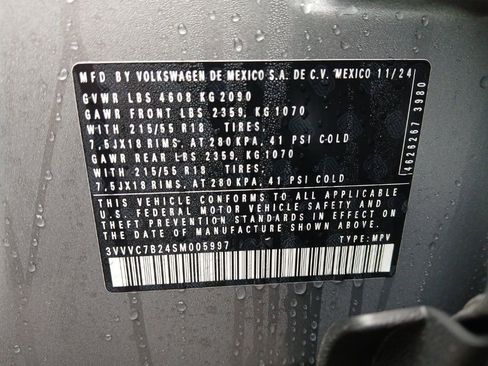 MFD BY VOLKSWAGEN DE MEXICO S.A. DE C.V. MEXICO 11/24
GVWR LBS 4608 KG 2090
GAWR FRONT LBS 2359, KG 1070
WITH 215/55 R18 TIRES,
7,5JX18 RIMS, AT 280KPA, 41 PSI COLD
GAWR REAR LBS 2359, KG 1070
WITH 215/55 R18 TIRES,
7,5JX18 RIMS, AT 280KPA, 41 PSI COLD
THIS VEHICLE CONFORMS TO ALL APPLICABLE
U.S. FEDERAL MOTOR VEHICLE SAFETY AND
THEFT PREVENTION STANDARDS IN EFFECT ON
THE DATE OF MANUFACTURE SHOWN ABOVE.
3VVVC7B24SM005997 TYPE: MPV
4626267 3980